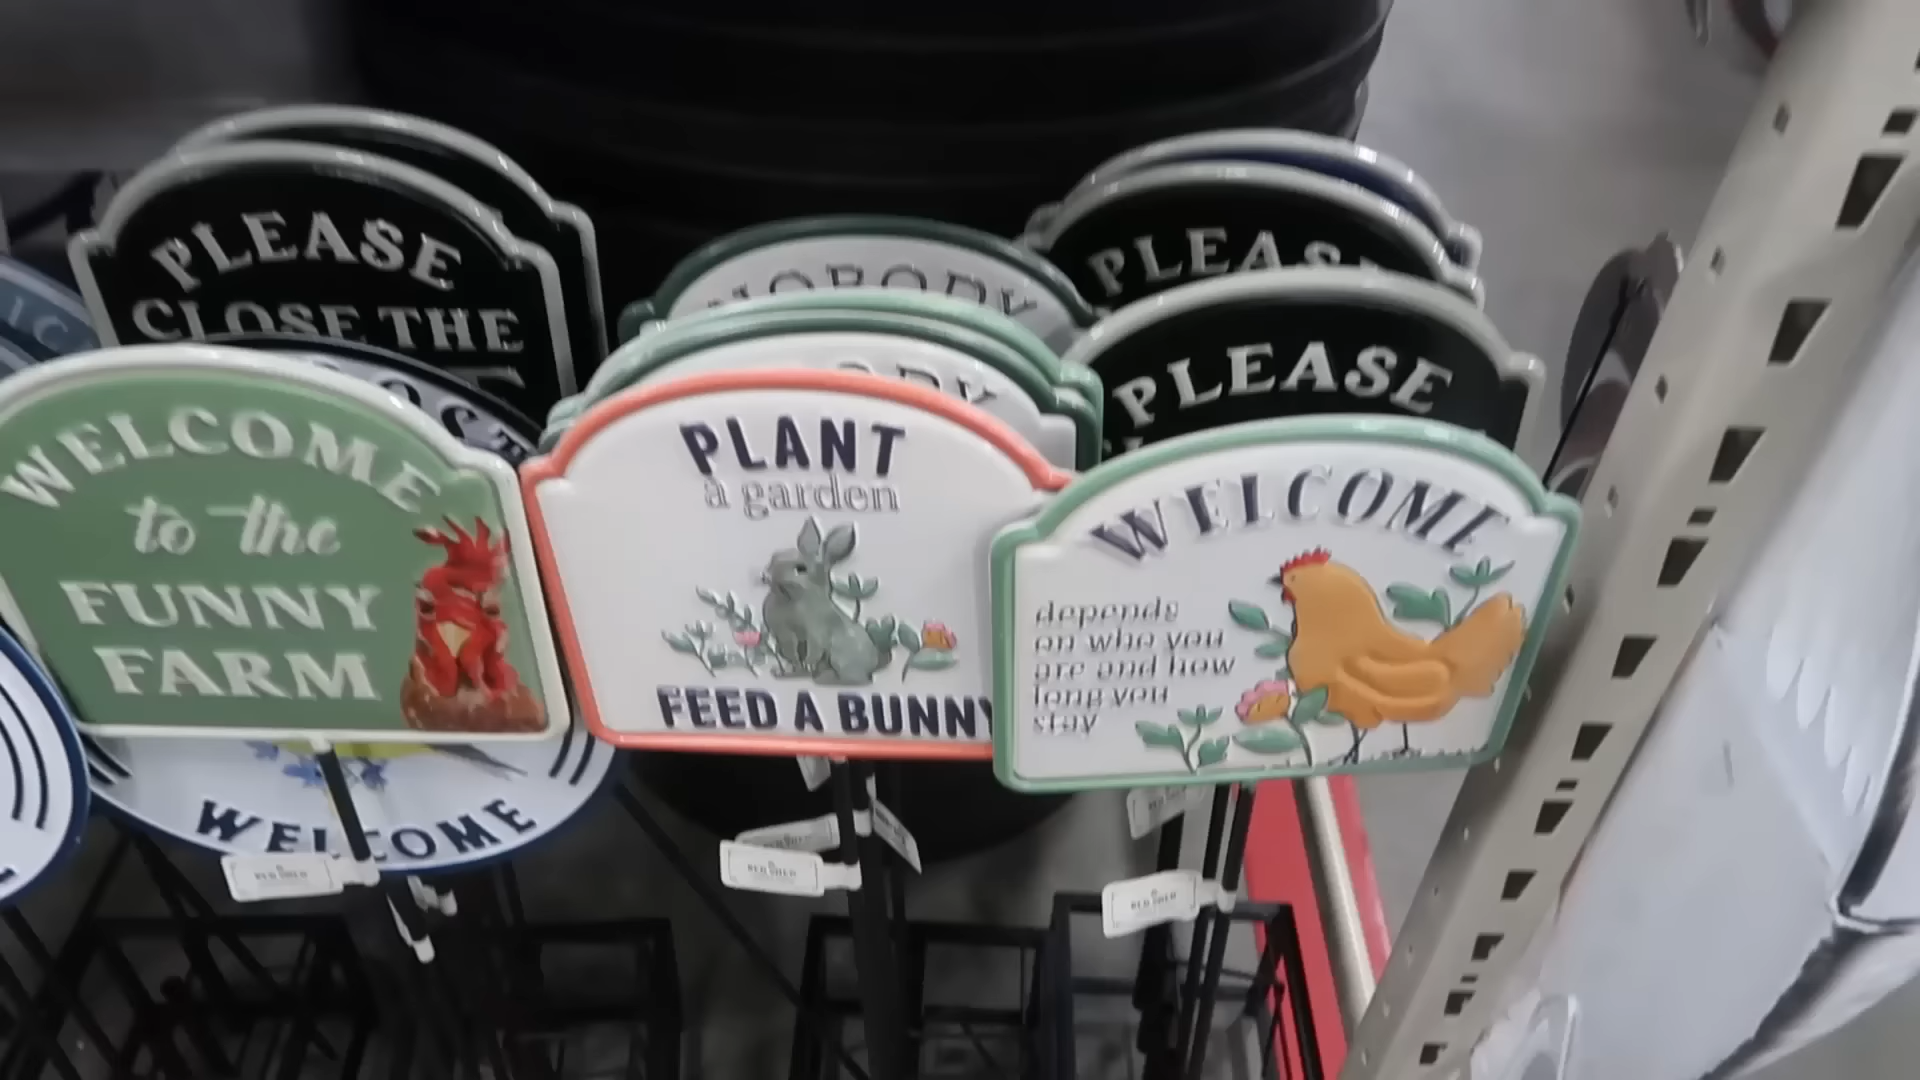 PLEASE
CLOSE THE
NOBODY
PLEASE
PLEASE
WELCOME
to the
FUNNY
FARM
PLANT
a garden
FEED A BUNNY
WELCOME
depends
on who you
are and how
long you
stay
WELCOME